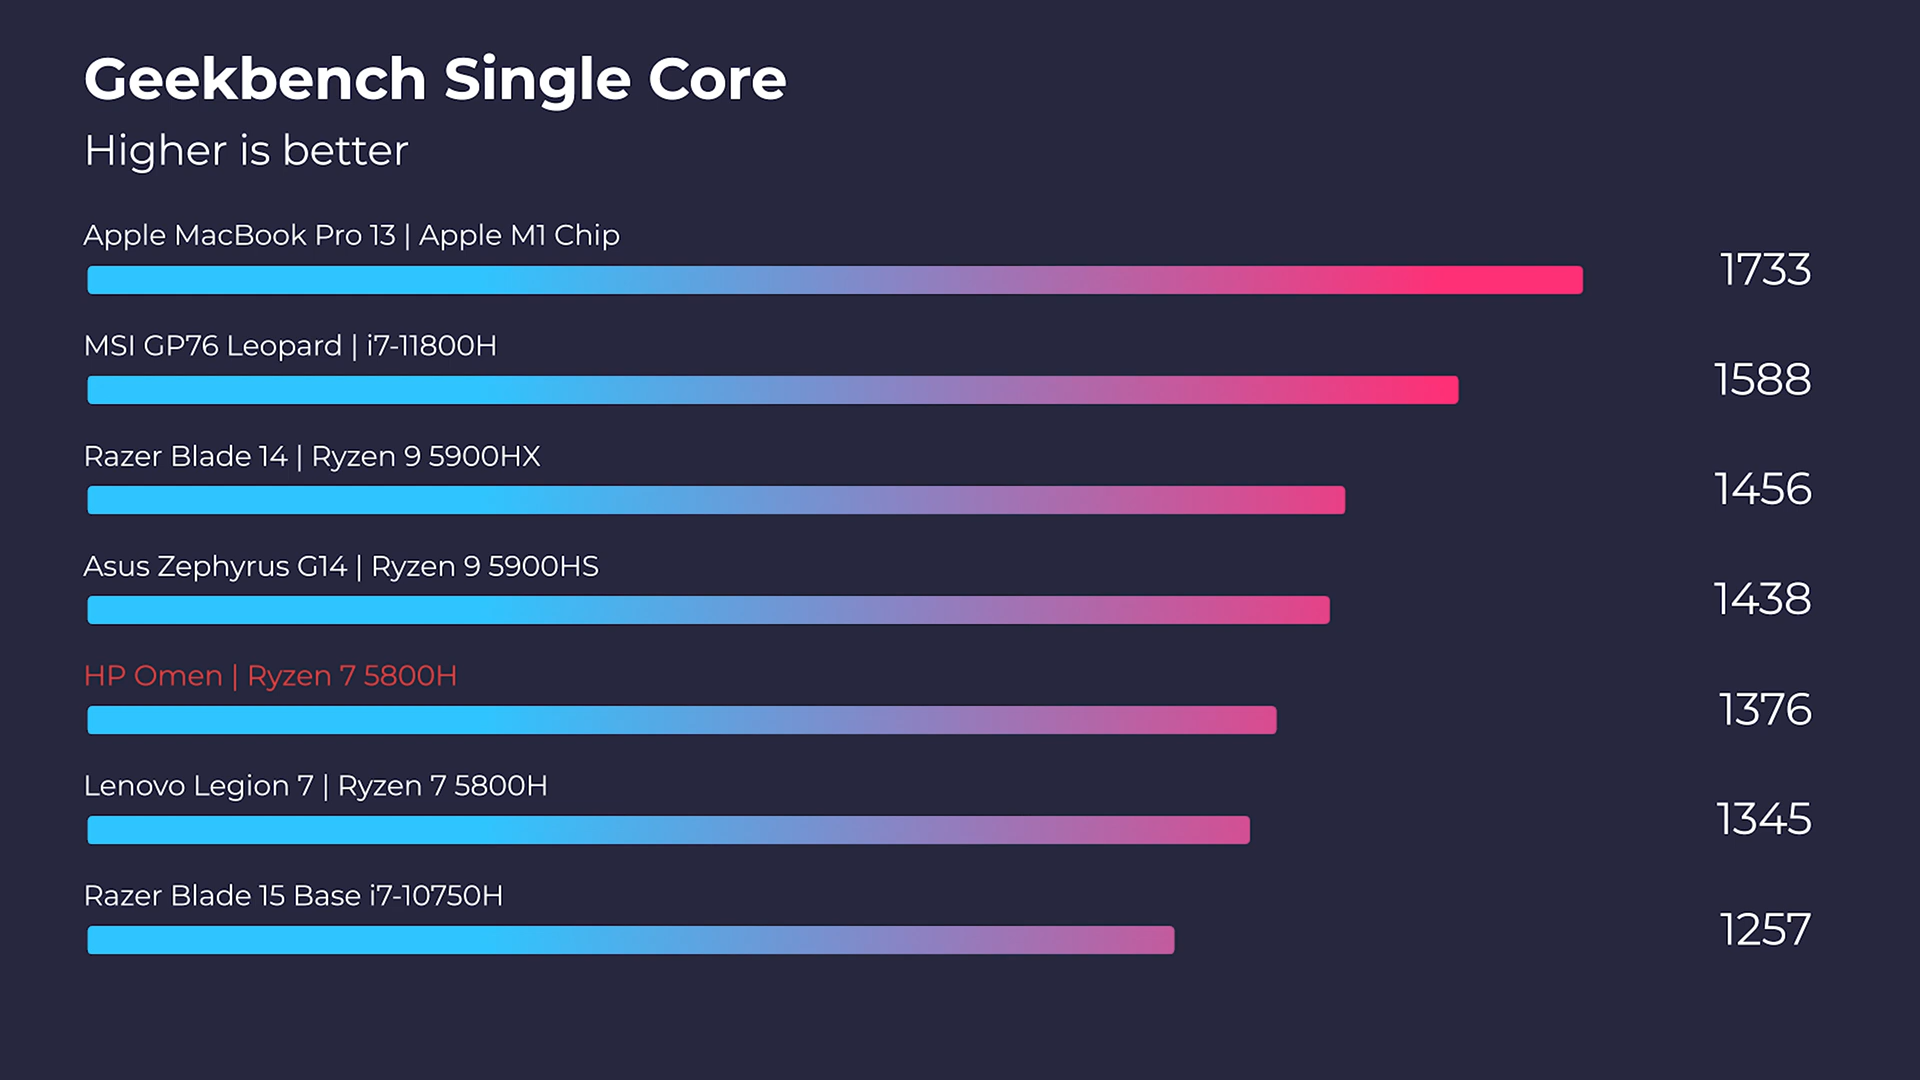 Geekbench Single Core
Higher is better
Apple MacBook Pro 13 | Apple M1 Chip
1733
MSI GP76 Leopard | i7-11800H
1588
Razer Blade 14 | Ryzen 9 5900HX
1456
Asus Zephyrus G14 | Ryzen 9 5900HS
1438
HP Omen | Ryzen 7 5800H
1376
Lenovo Legion 7 | Ryzen 7 5800H
1345
Razer Blade 15 Base i7-10750H
1257